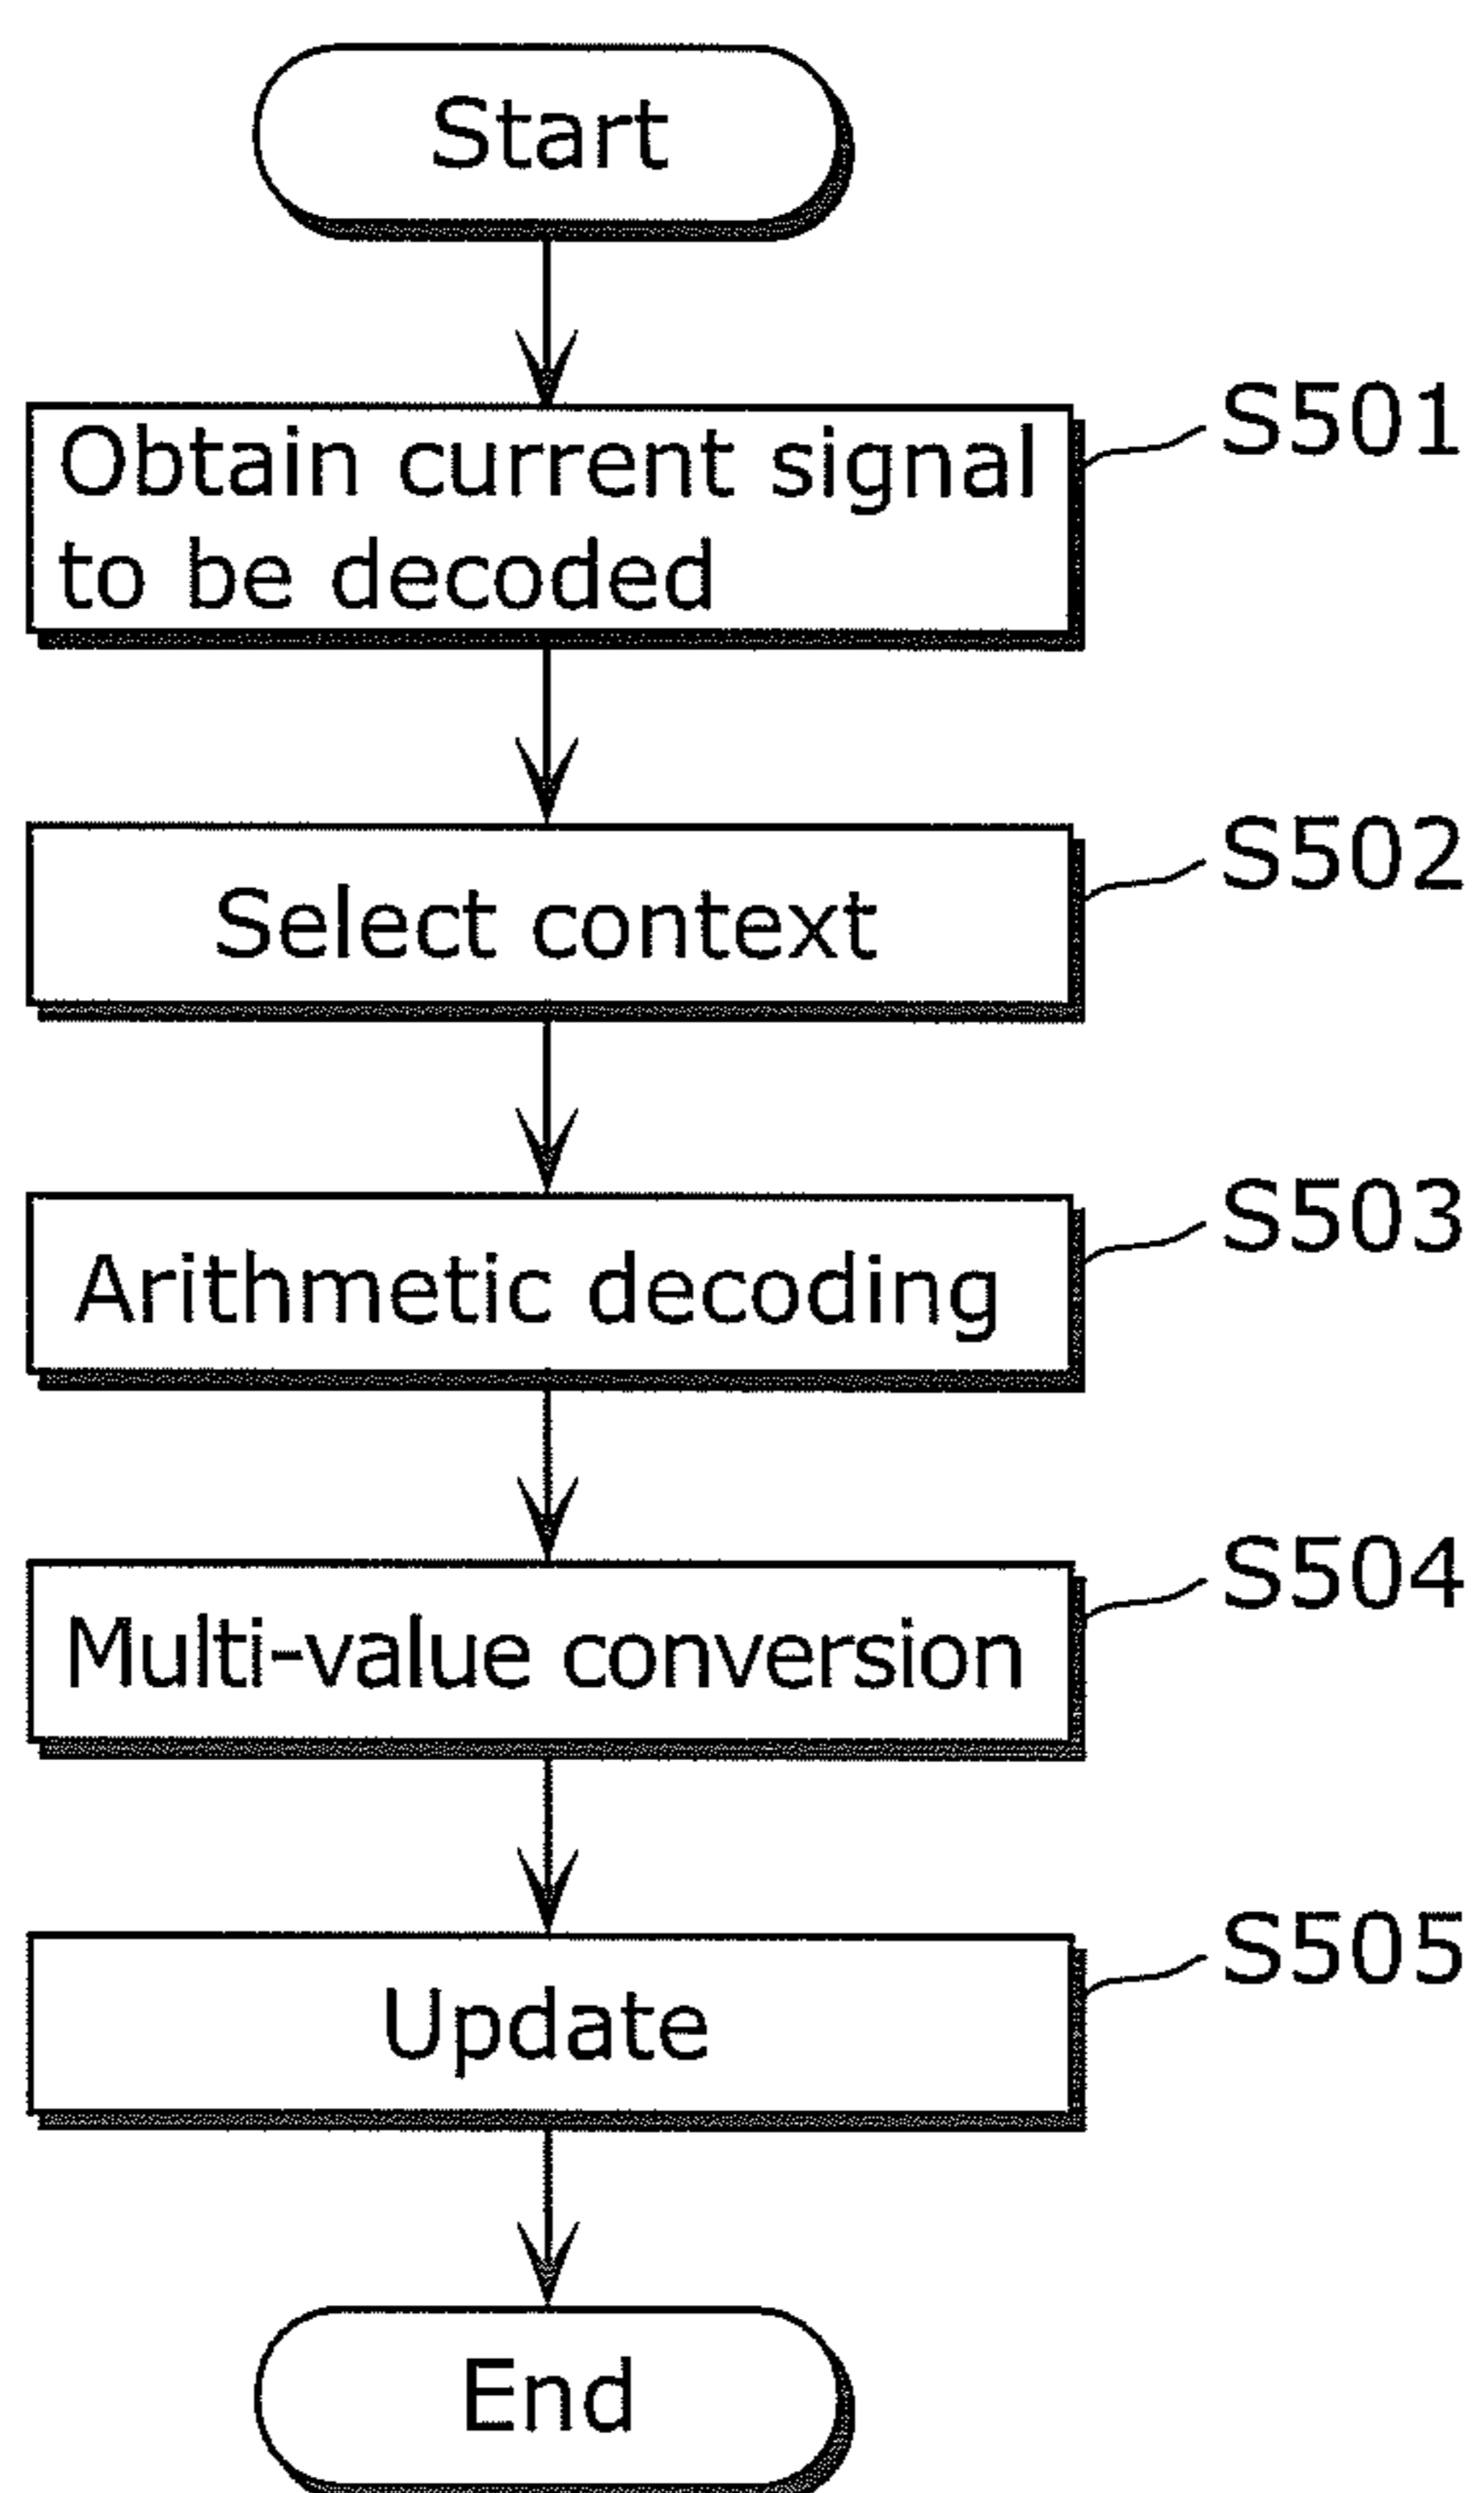 Start
S501
Obtain current signal
to be decoded
S502
Select context
S503
Arithmetic decoding
S504
Multi-value conversion
S505
Update
End